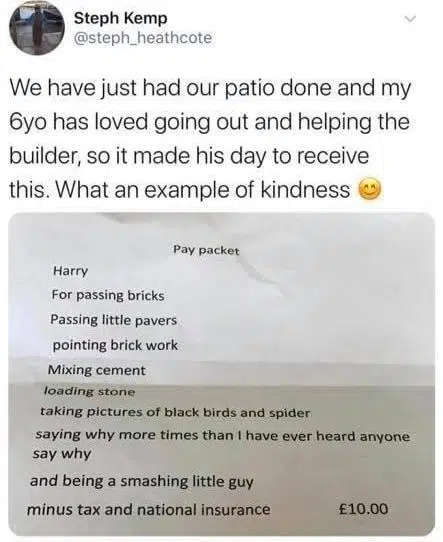 Steph Kemp
@steph_heathcote
We have just had our patio done and my
6yo has loved going out and helping the
builder, so it made his day to receive
this. What an example of kindness 😊
Pay packet
Harry
For passing bricks
Passing little pavers
pointing brick work
Mixing cement
loading stone
taking pictures of black birds and spider
saying why more times than I have ever heard anyone
say why
and being a smashing little guy
minus tax and national insurance £10.00